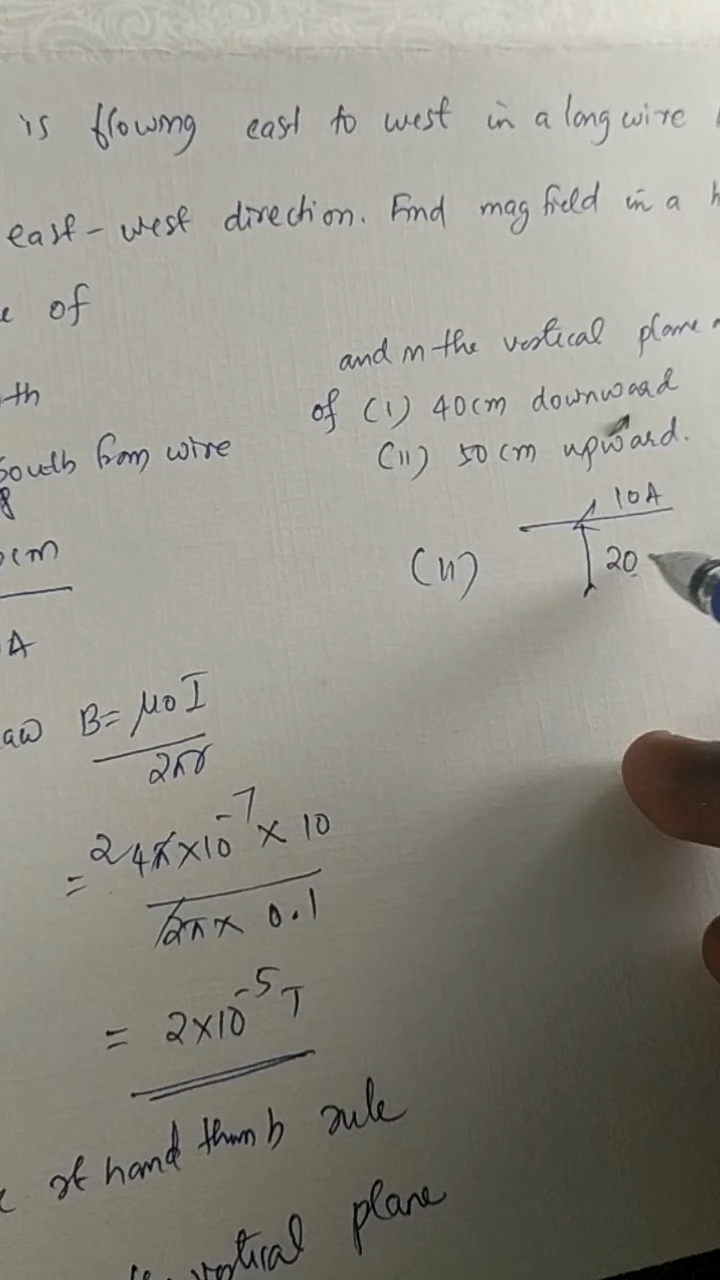 is flowing east to west in a long wire
east - west direction. Find mag field in a
of
and in the vertical plane
of (i) 40cm downward
South from wire
(ii) 50 cm upward.
10A
cm
(ii) 20
A
B = μ0 I
2πr
= 2 4π×10^-7 × 10
2π× 0.1
= 2×10^-5 T
hand thumb rule
vertical plane